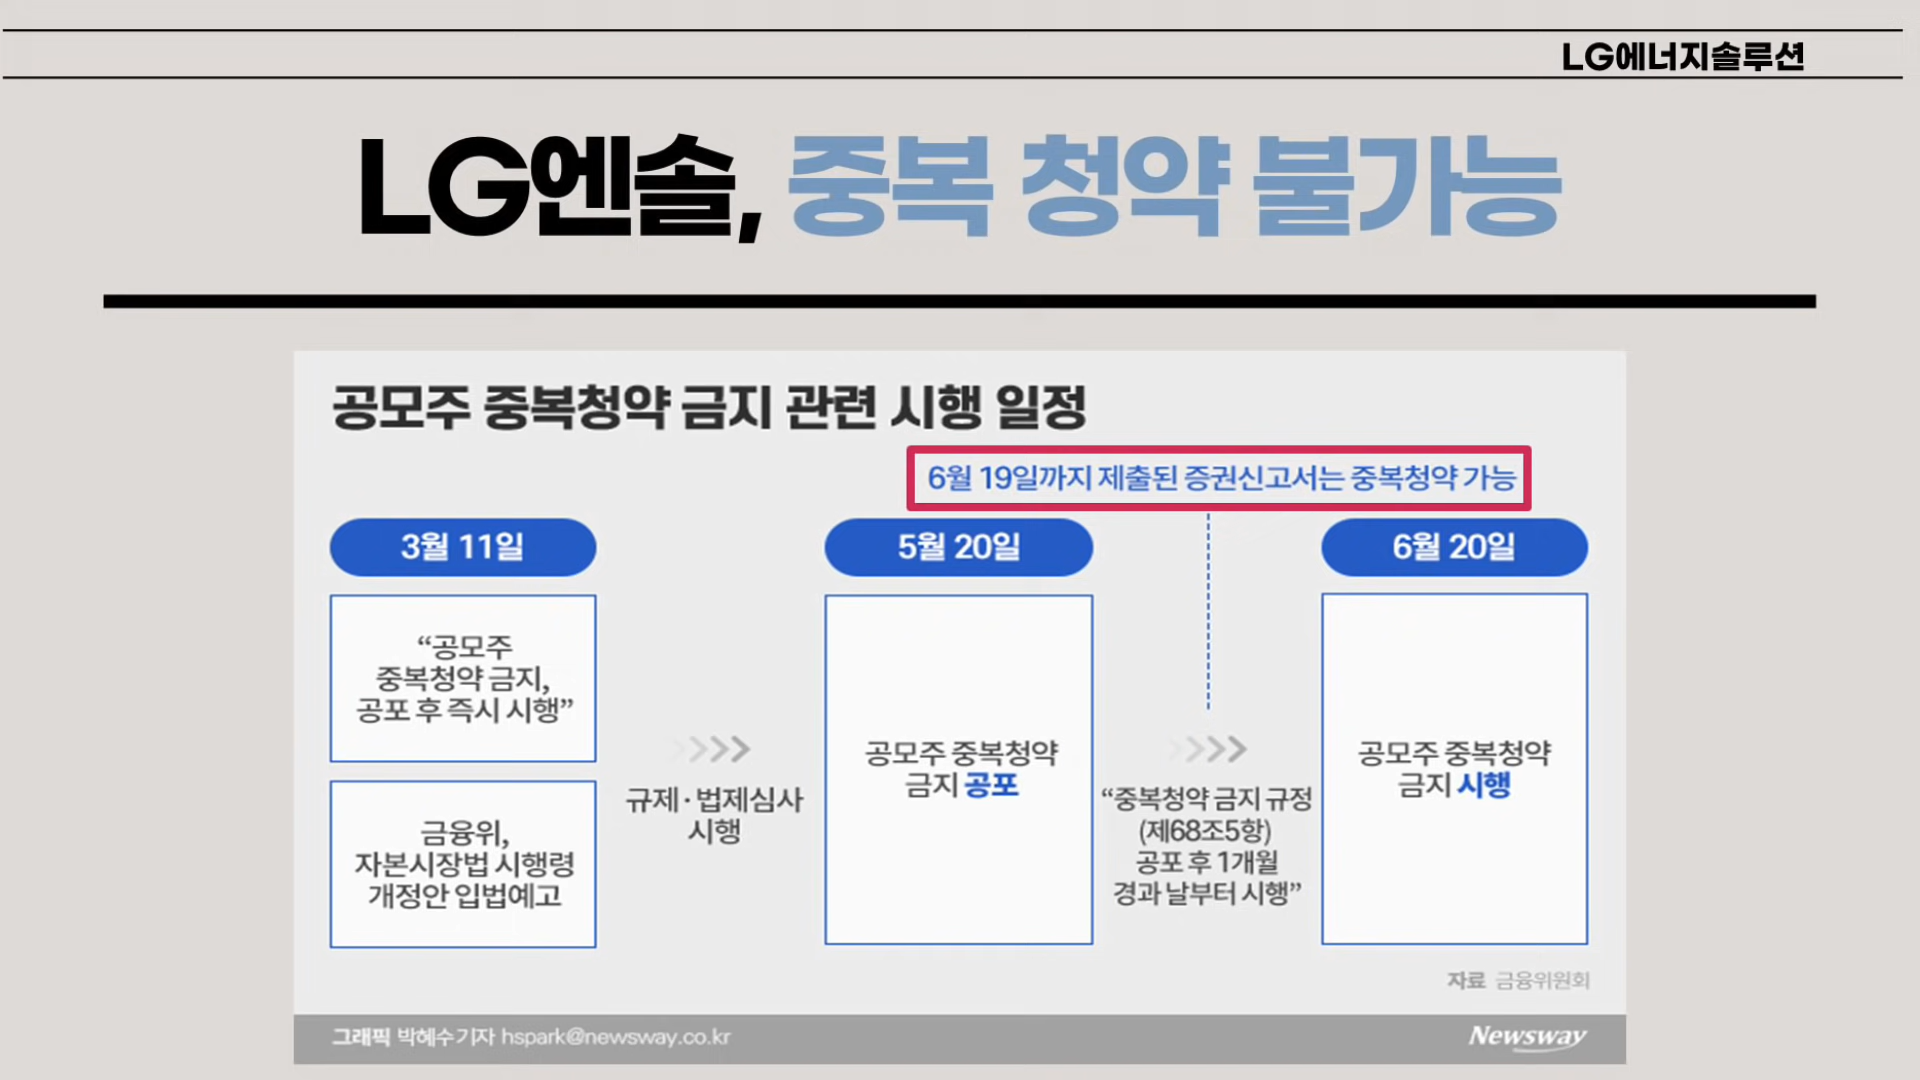 LG에너지솔루션
LG엔솔, 중복 청약 불가능
공모주 중복청약 금지 관련 시행 일정
6월 19일까지 제출된 증권신고서는 중복청약 가능
3월 11일
“공모주
중복청약 금지,
공포 후 즉시 시행”
금융위,
자본시장법 시행령
개정안 입법예고
규제·법제심사
시행
5월 20일
공모주 중복청약
금지 공포
“중복청약 금지 규정
(제68조5항)
공포 후 1개월
경과 날부터 시행”
6월 20일
공모주 중복청약
금지 시행
자료 금융위원회
그래픽 박혜수기자 hspark@newsway.co.kr
Newsway